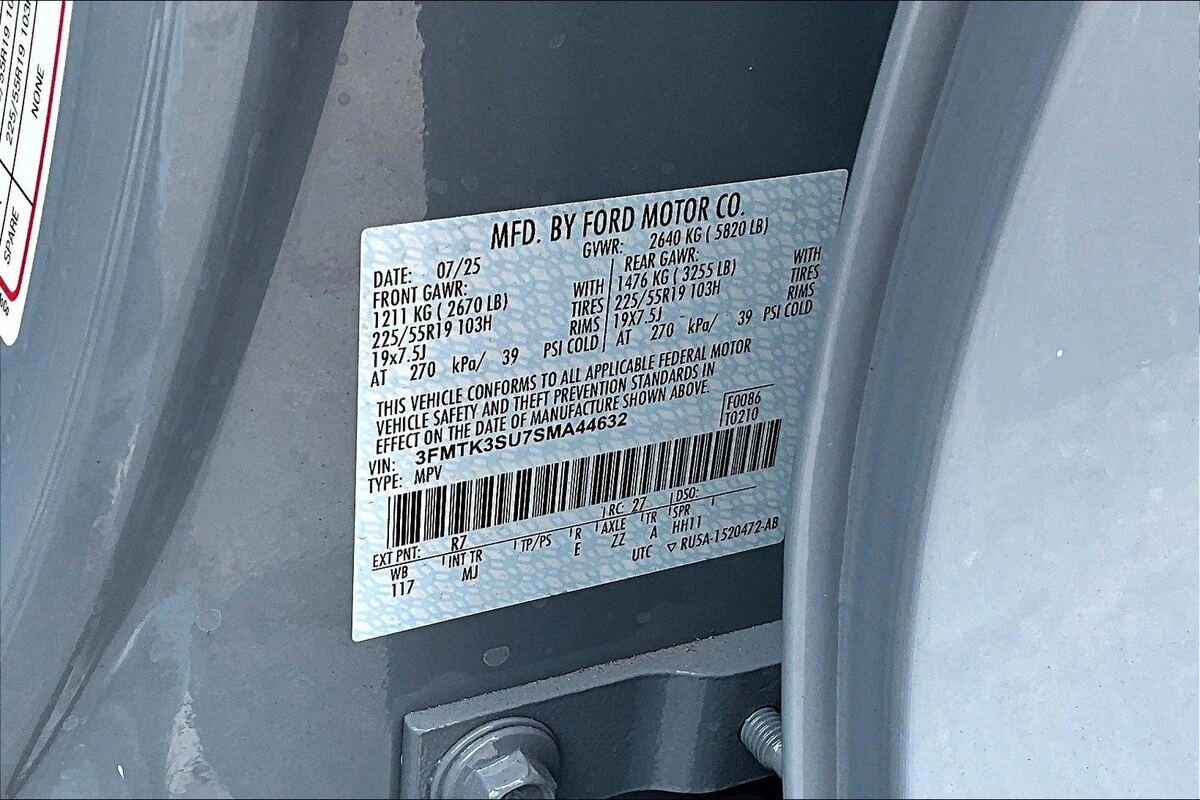 225/55R19 103H
NONE
SPARE
MFD. BY FORD MOTOR CO.
DATE: 07/25 GVWR: 2640 KG ( 5820 LB)
FRONT GAWR: REAR GAWR:
1211 KG ( 2670 LB) WITH 1476 KG ( 3255 LB) WITH
225/55R19 103H TIRES 225/55R19 103H TIRES
19x7.5J RIMS 19X7.5J RIMS
AT 270 kPa/ 39 PSI COLD AT 270 kPa/ 39 PSI COLD
THIS VEHICLE CONFORMS TO ALL APPLICABLE FEDERAL MOTOR
VEHICLE SAFETY AND THEFT PREVENTION STANDARDS IN
EFFECT ON THE DATE OF MANUFACTURE SHOWN ABOVE.
VIN: 3FMTK3SU7SMA44632 F0086
TYPE: MPV T0210
EXT PNT: R7 RC: 27 DSO:
WB INT TR TP/PS R AXLE TR SPR
117 MJ E ZZ A HH11
UTC ▽ RU5A-1520472-AB